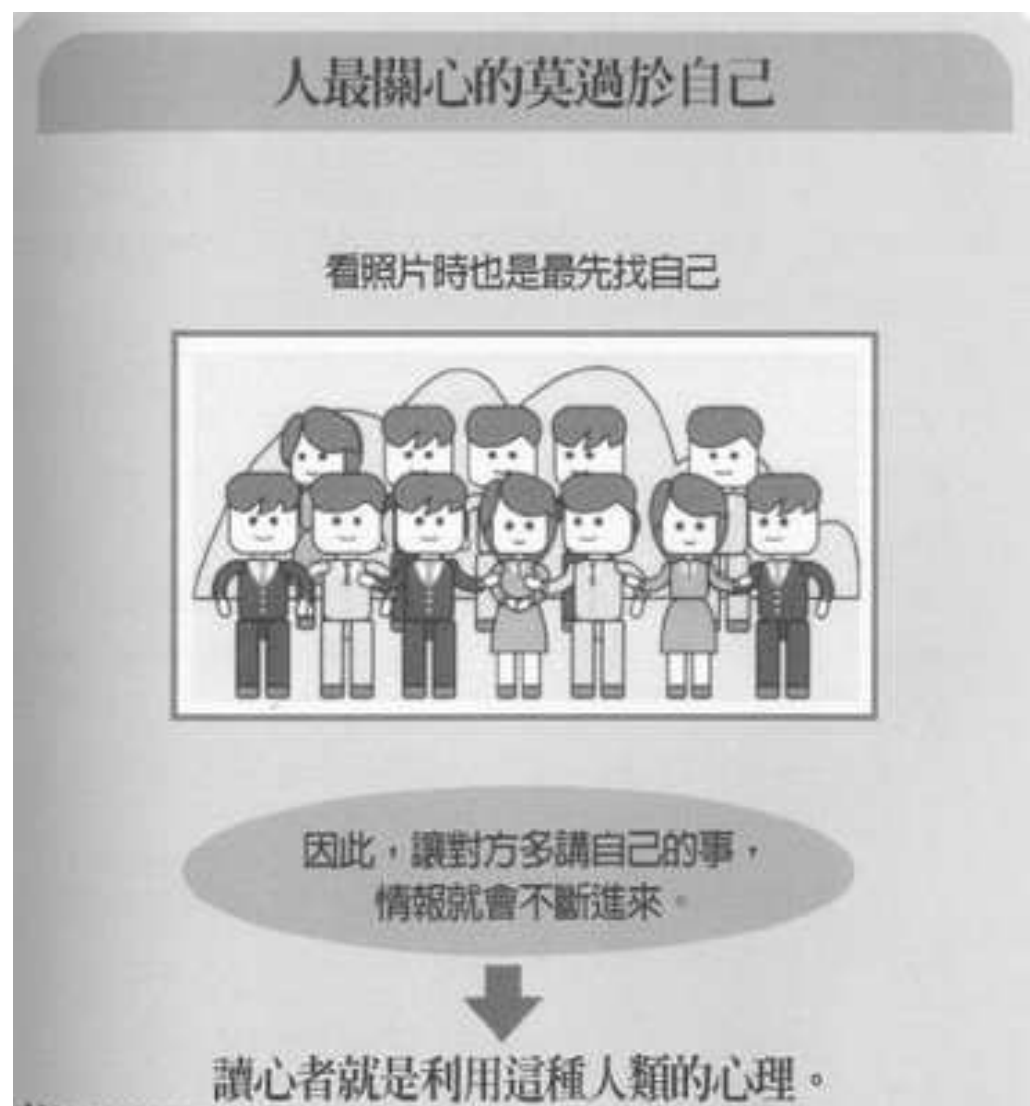 人最關心的莫過於自己
看照片時也是最先找自己
因此，讓對方多講自己的事，
情報就會不斷進來。
讀心者就是利用這種人類的心理。